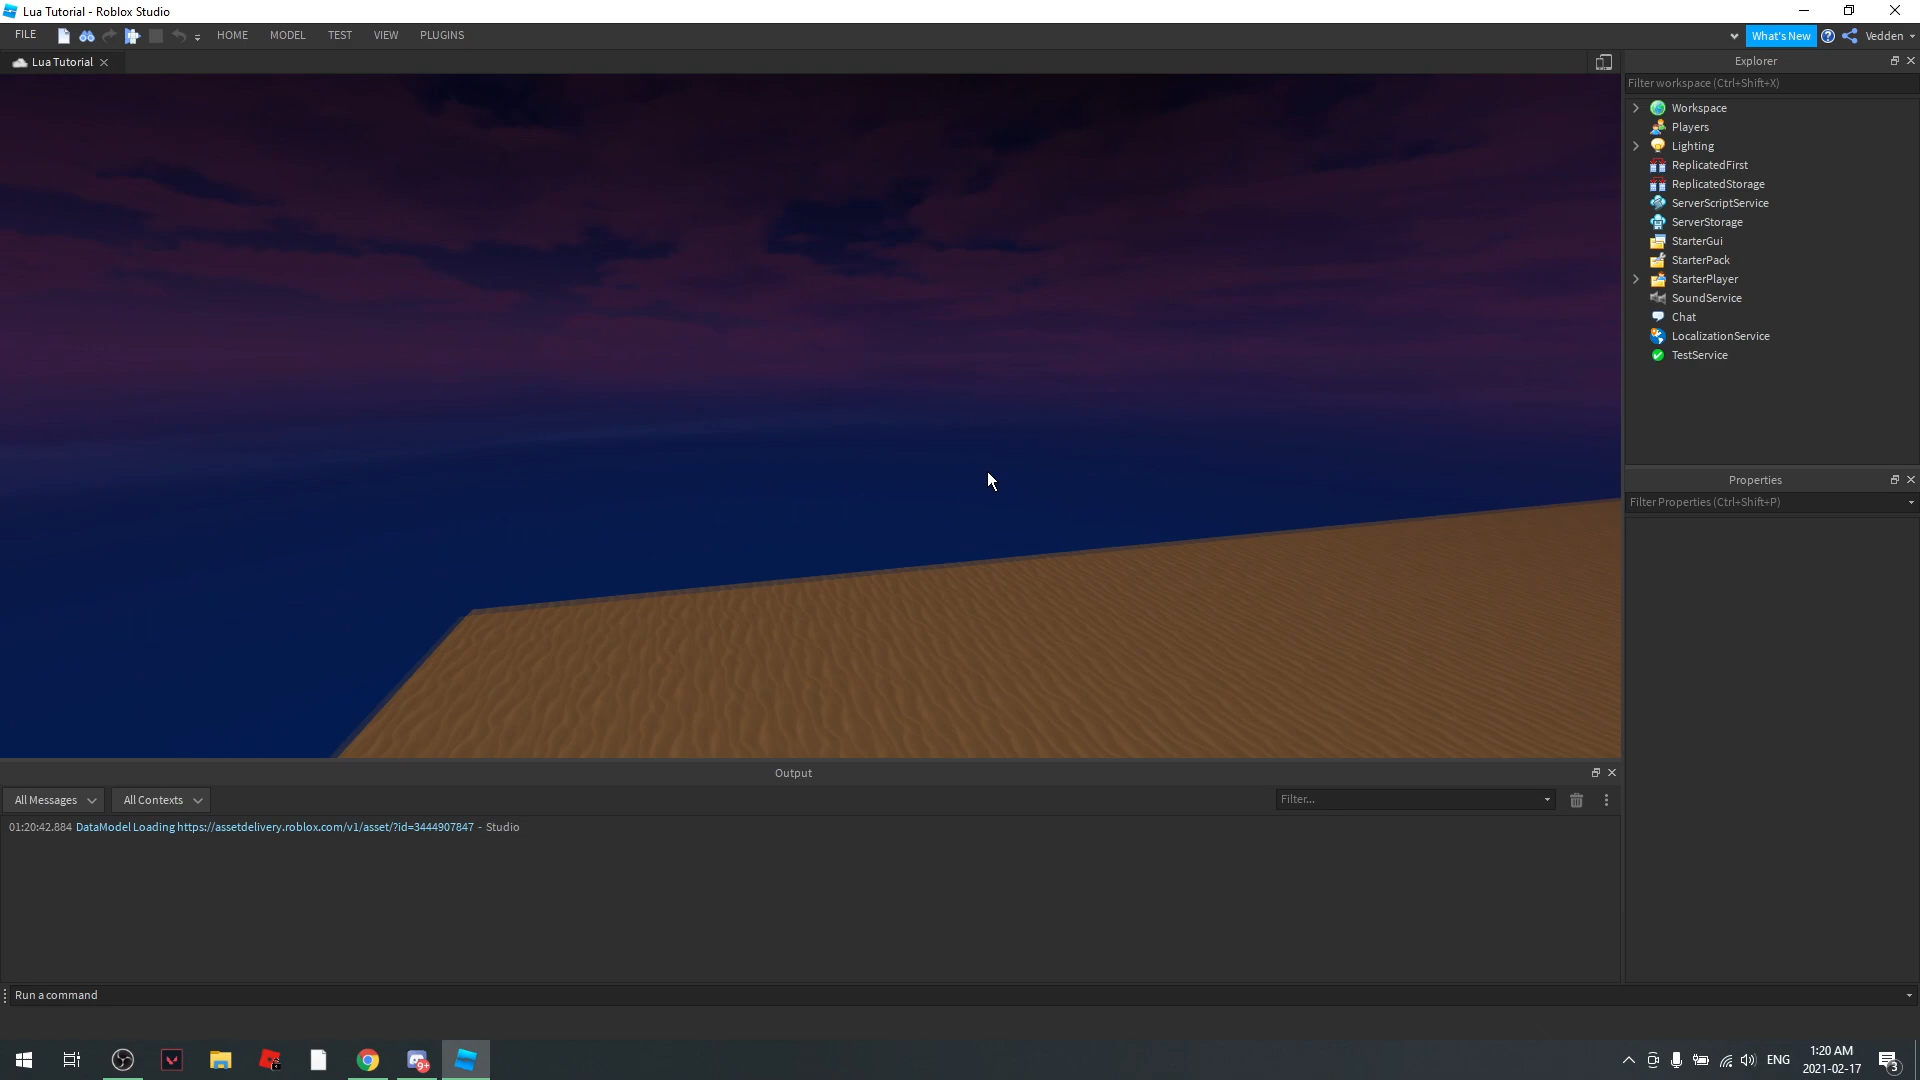 Lua Tutorial - Roblox Studio
FILE HOME MODEL TEST VIEW PLUGINS What's New Vedden
Lua Tutorial
Explorer
Filter workspace (Ctrl+Shift+X)
Workspace
Players
Lighting
ReplicatedFirst
ReplicatedStorage
ServerScriptService
ServerStorage
StarterGui
StarterPack
StarterPlayer
SoundService
Chat
LocalizationService
TestService
Properties
Filter Properties (Ctrl+Shift+P)
Output
All Messages All Contexts Filter...
01:20:42.884 DataModel Loading https://assetdelivery.roblox.com/v1/asset/?id=3444907847 - Studio
Run a command
9+ ENG 1:20 AM
2021-02-17 3